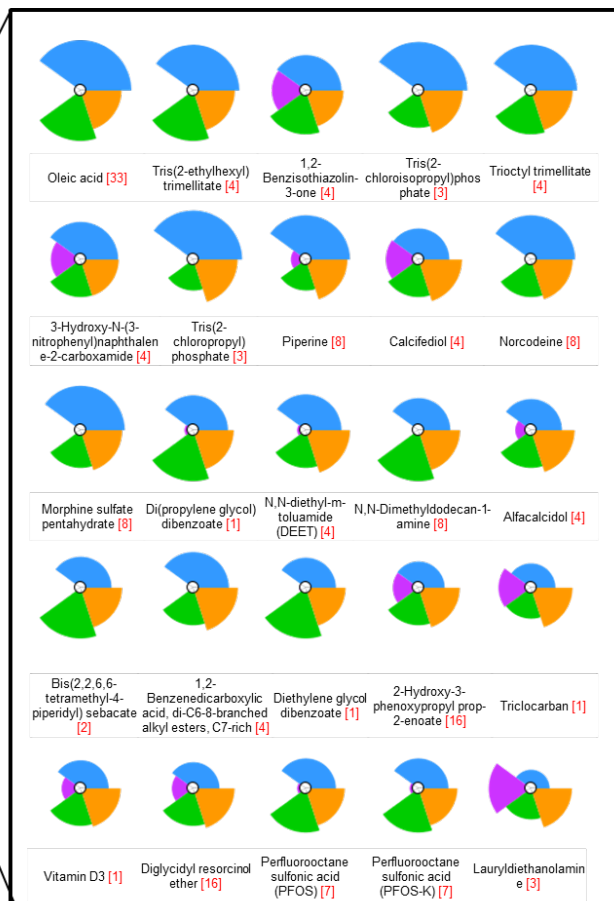 Oleic acid [33]
Tris(2-ethylhexyl)
trimellitate [4]
1,2-
Benzisothiazolin-
3-one [4]
Tris(2-
chloroisopropyl)phos
phate [3]
Trioctyl trimellitate
[4]
3-Hydroxy-N-(3-
nitrophenyl)naphthalen
e-2-carboxamide [4]
Tris(2-
chloropropyl)
phosphate [3]
Piperine [8]
Calcifediol [4]
Norcodeine [8]
Morphine sulfate
pentahydrate [8]
Di(propylene glycol)
dibenzoate [1]
N,N-diethyl-m-
toluamide
(DEET) [4]
N,N-Dimethyldodecan-1-
amine [8]
Alfacalcidol [4]
Bis(2,2,6,6-
tetramethyl-4-
piperidyl) sebacate
[2]
1,2-
Benzenedicarboxylic
acid, di-C6-8-branched
alkyl esters, C7-rich [4]
Diethylene glycol
dibenzoate [1]
2-Hydroxy-3-
phenoxypropyl prop-
2-enoate [16]
Triclocarban [1]
Vitamin D3 [1]
Diglycidyl resorcinol
ether [16]
Perfluorooctane
sulfonic acid
(PFOS) [7]
Perfluorooctane
sulfonic acid
(PFOS-K) [7]
Lauryldiethanolamin
e [3]